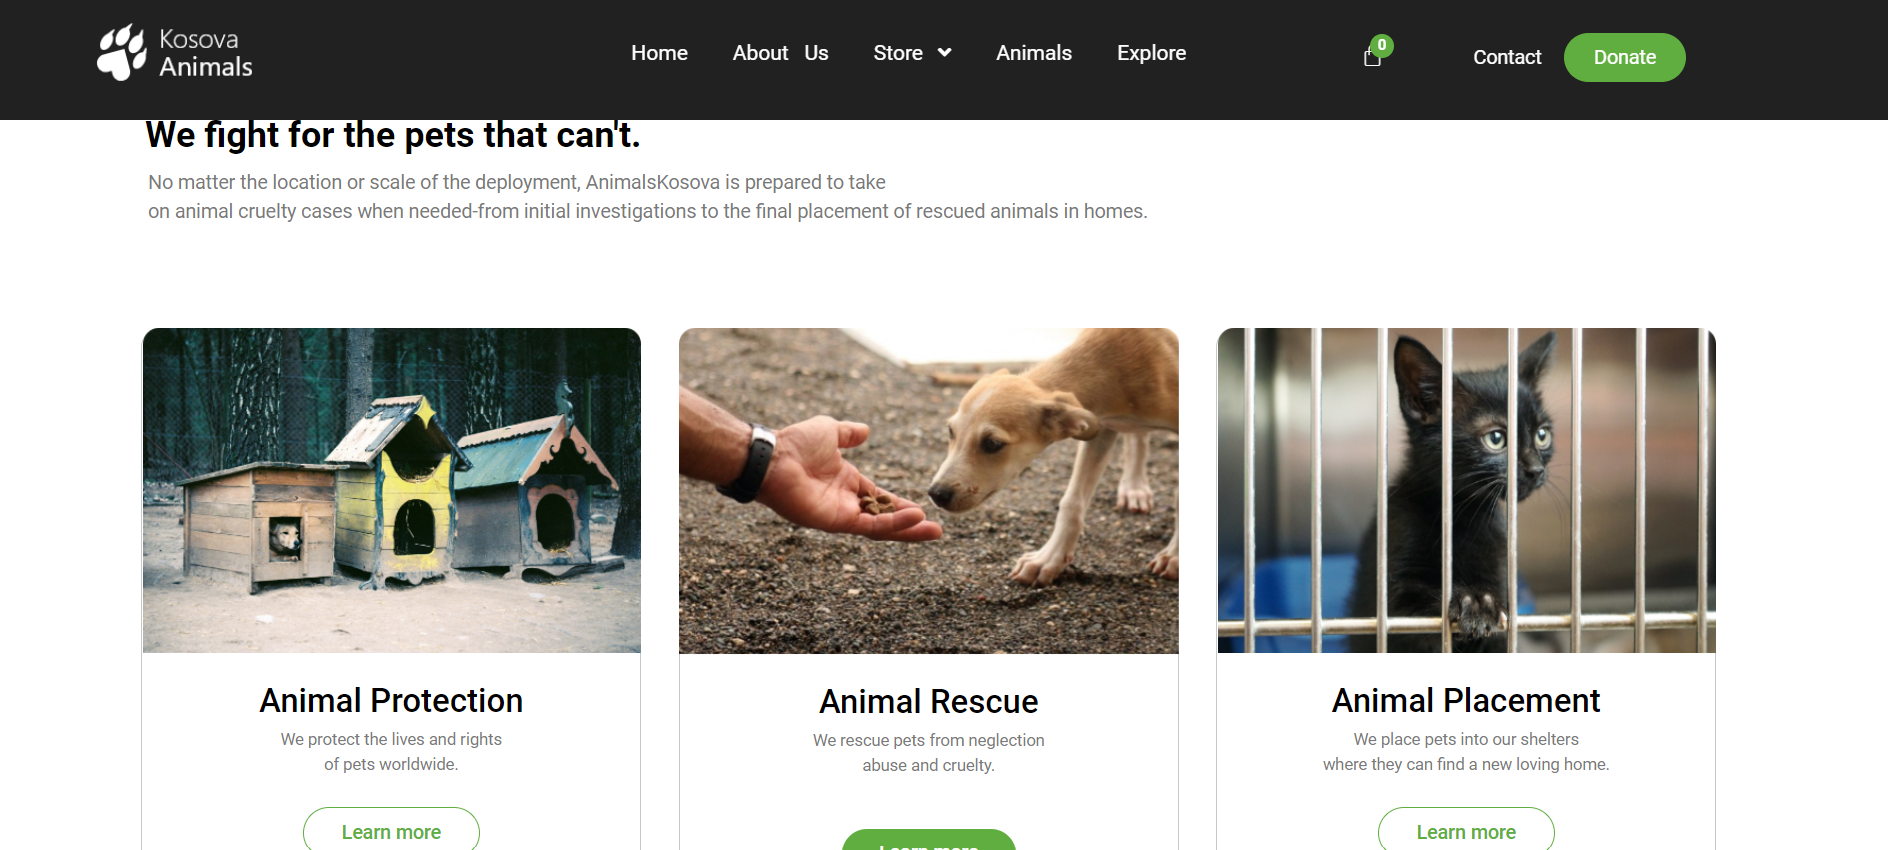 Kosova
Animals
Home
About Us
Store
Animals
Explore
0
Contact
Donate
We fight for the pets that can't.
No matter the location or scale of the deployment, AnimalsKosova is prepared to take
on animal cruelty cases when needed-from initial investigations to the final placement of rescued animals in homes.
Animal Protection
We protect the lives and rights
of pets worldwide.
Learn more
Animal Rescue
We rescue pets from neglection
abuse and cruelty.
Learn more
Animal Placement
We place pets into our shelters
where they can find a new loving home.
Learn more